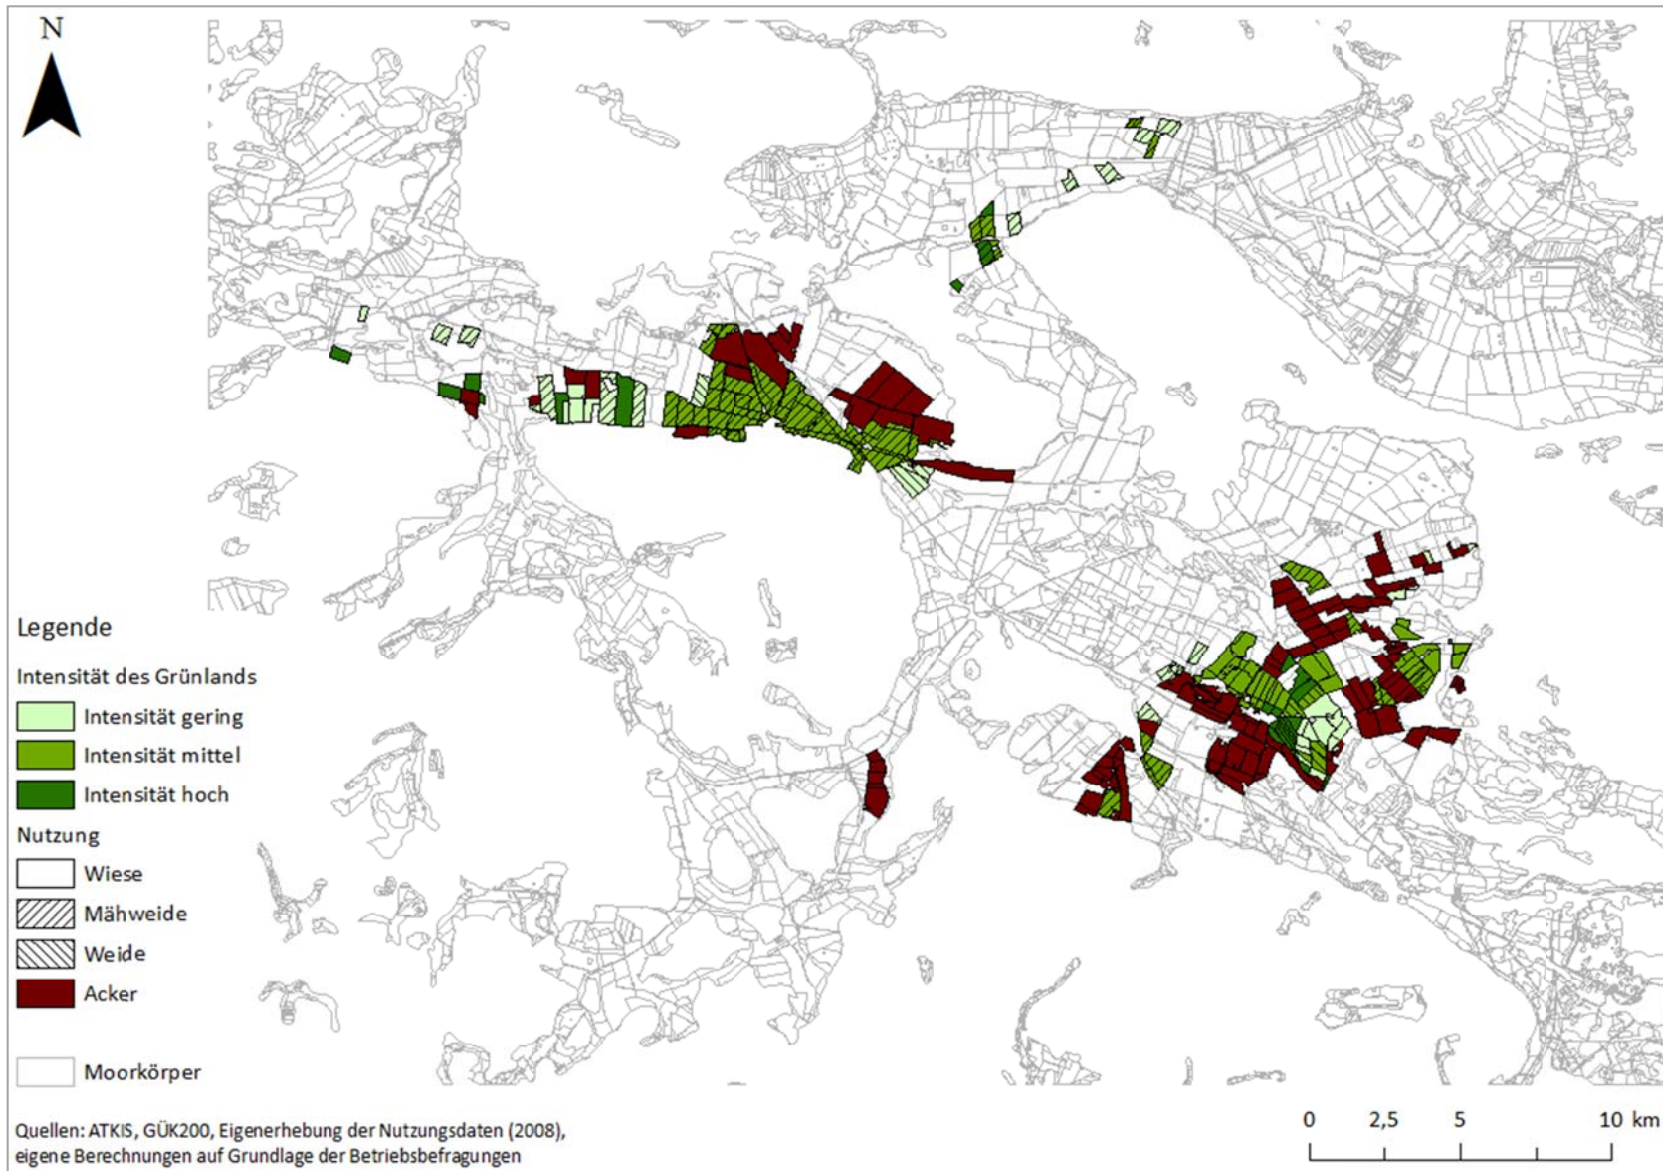 N
Legende
Intensität des Grünlands
Intensität gering
Intensität mittel
Intensität hoch
Nutzung
Wiese
Mähweide
Weide
Acker
Moorkörper
Quellen: ATKIS, GÜK200, Eigenerhebung der Nutzungsdaten (2008),
eigene Berechnungen auf Grundlage der Betriebsbefragungen
0 2,5 5 10 km